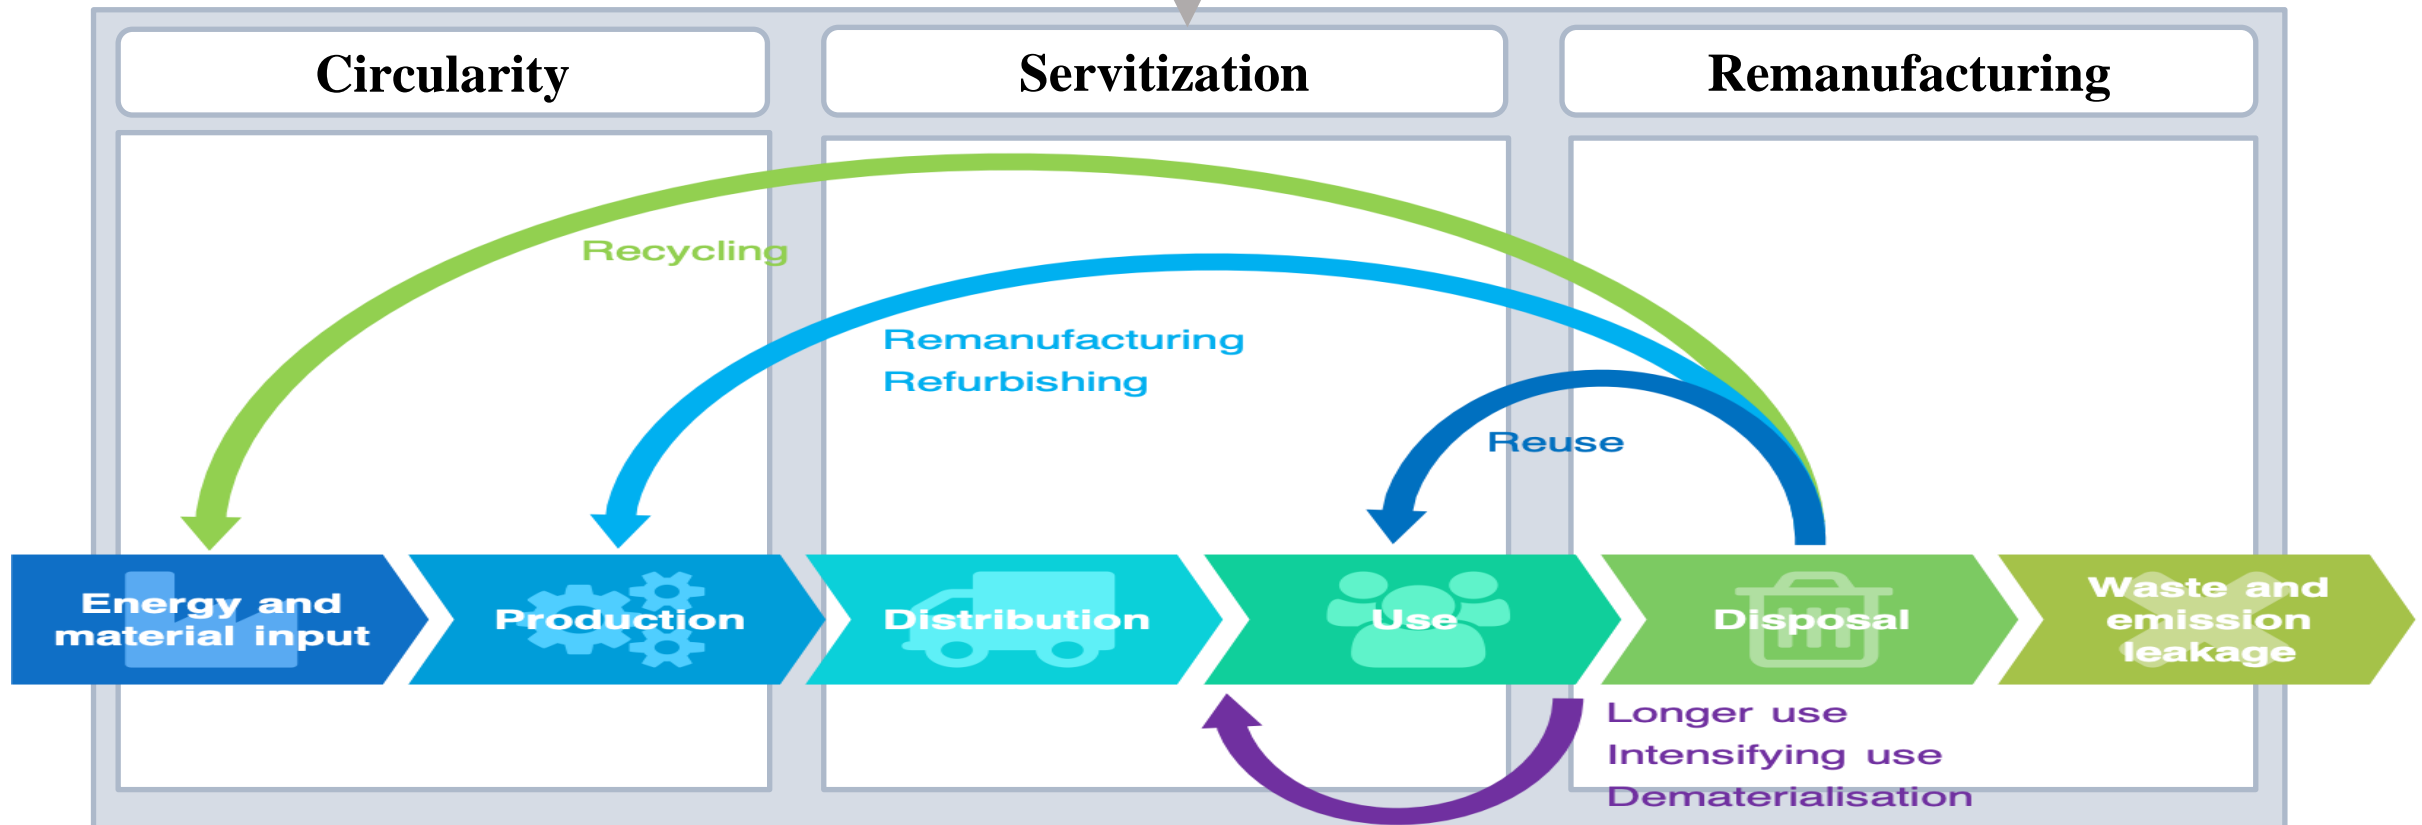 Circularity
Servitization
Remanufacturing
Recycling
Remanufacturing
Refurbishing
Reuse
Energy and
material input
Production
Distribution
Use
Disposal
Waste and
emission
leakage
Longer use
Intensifying use
Dematerialisation